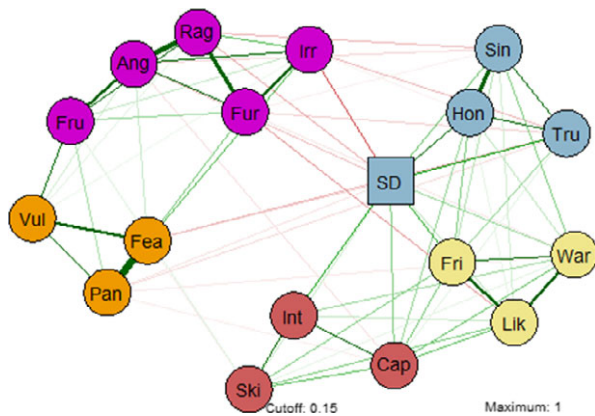 Rag
Ang
Irr
Sin
Fru
Fur
Hon
Tru
SD
Vul
Fea
Fri
War
Pan
Int
Lik
Ski
Cap
Cutoff: 0.15
Maximum: 1